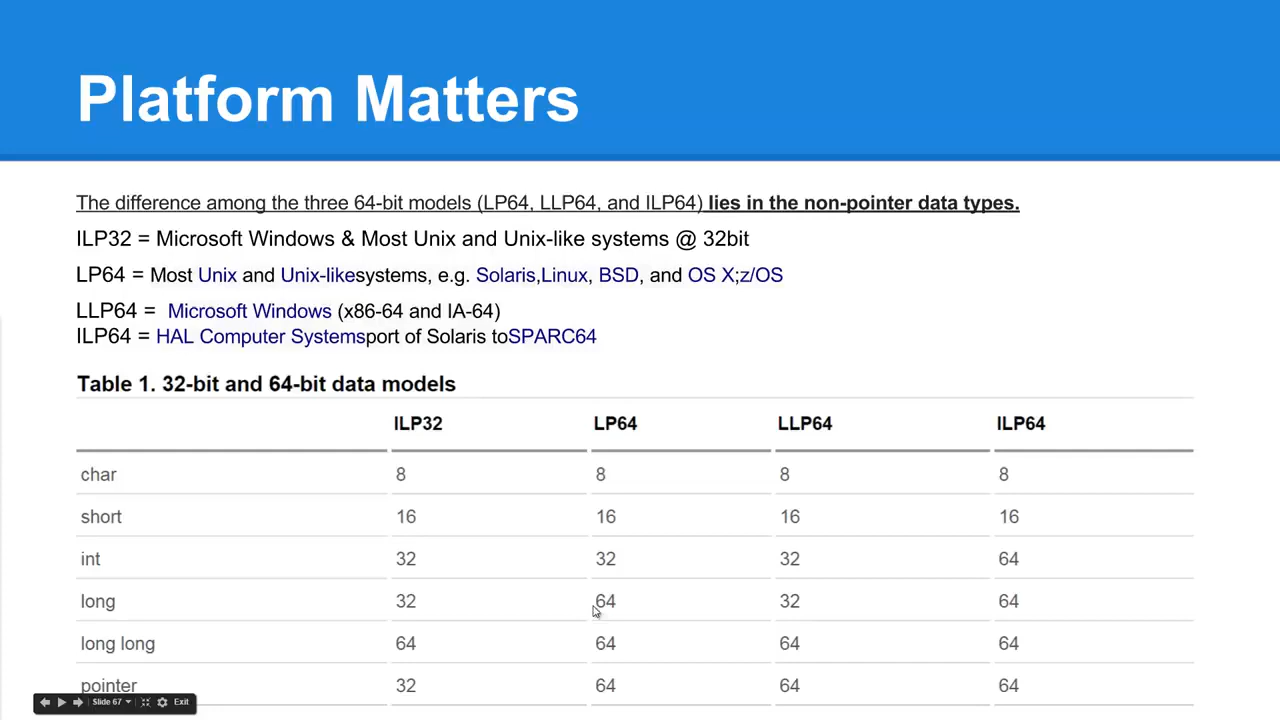 Platform Matters
The difference among the three 64-bit models (LP64, LLP64, and ILP64) lies in the non-pointer data types.
ILP32 = Microsoft Windows & Most Unix and Unix-like systems @ 32bit
LP64 = Most Unix and Unix-likesystems, e.g. Solaris,Linux, BSD, and OS X;z/OS
LLP64 = Microsoft Windows (x86-64 and IA-64)
ILP64 = HAL Computer Systemsport of Solaris toSPARC64
Table 1. 32-bit and 64-bit data models
ILP32 LP64 LLP64 ILP64
char 8 8 8 8
short 16 16 16 16
int 32 32 32 64
long 32 64 32 64
long long 64 64 64 64
pointer 32 64 64 64
Slide 67 Exit